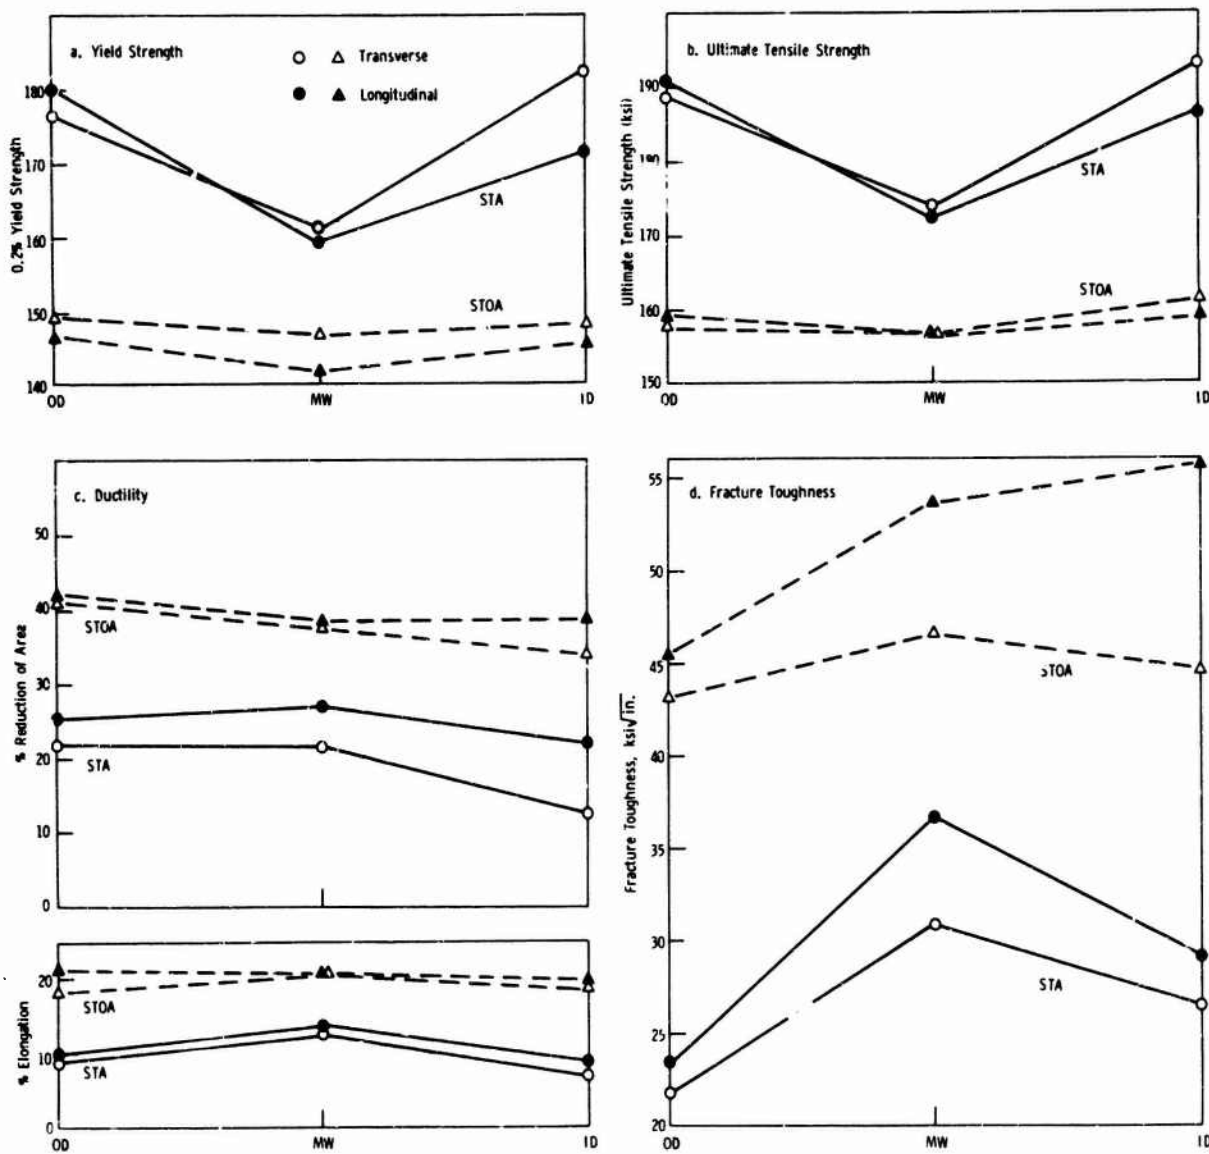 a. Yield Strength
Transverse
Longitudinal
0.2% Yield Strength
180
170
160
150
140
STA
STOA
OD
MW
ID
b. Ultimate Tensile Strength
Ultimate Tensile Strength (ksi)
190
190
170
160
150
STA
STOA
OD
MW
ID
c. Ductility
% Reduction of Area
50
40
30
20
10
0
STOA
STA
% Elongation
20
10
0
STOA
STA
OD
MW
ID
d. Fracture Toughness
Fracture Toughness, ksi√in.
55
50
45
40
35
30
25
20
STOA
STA
OD
MW
ID